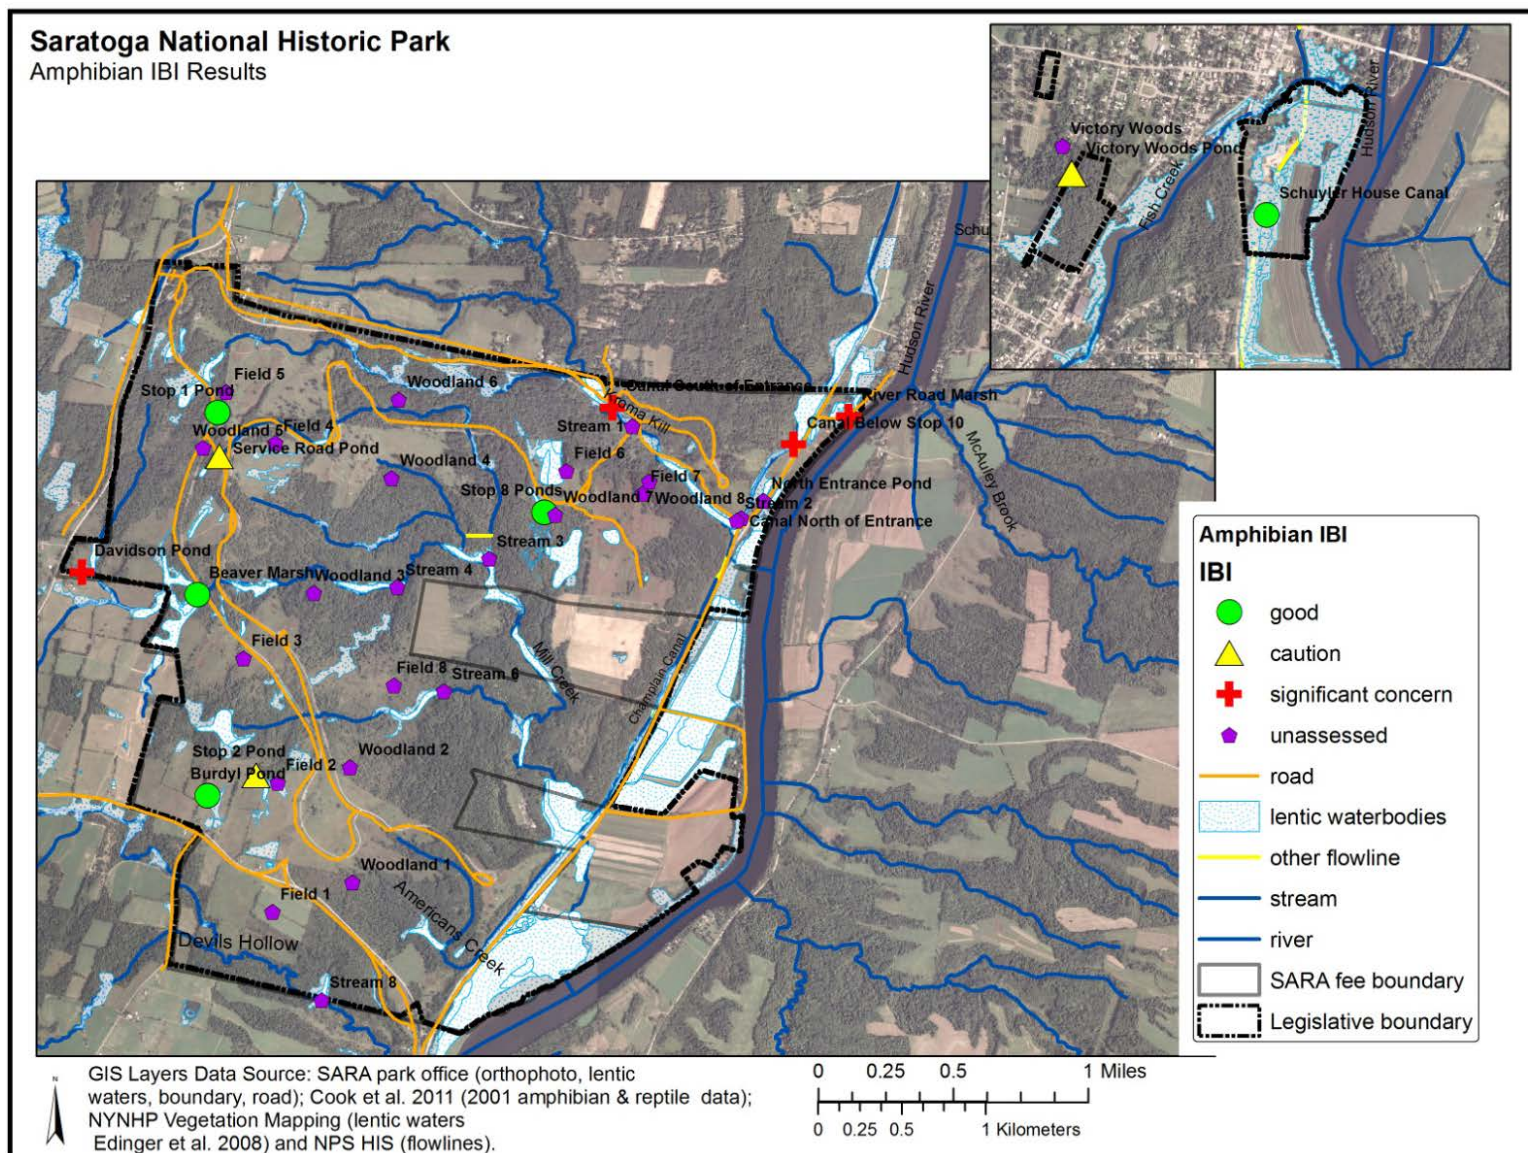 Saratoga National Historic Park
Amphibian IBI Results
Victory Woods
Victory Woods Pond
Fish Creek
Schuyler House Canal
Hudson River
Hudson River
Field 5
Stop 1 Pond
Woodland 6
Canal South of Entrance
Kroma Kill
River Road Marsh
Canal Below Stop 10
Stream 1
Woodland 5
Field 4
Service Road Pond
Woodland 4
Field 6
Field 7
McAuley Brook
Stop 8 Ponds
Woodland 7
Woodland 8
North Entrance Pond
Stream 2
Canal North of Entrance
Stream 3
Davidson Pond
Beaver Marsh
Woodland 3
Stream 4
Field 3
Field 8
Stream 6
Mill Creek
Champlain Canal
Stop 2 Pond
Field 2
Woodland 2
Burdyl Pond
Woodland 1
Field 1
Americans Creek
Devils Hollow
Stream 8
Amphibian IBI
IBI
good
caution
significant concern
unassessed
road
lentic waterbodies
other flowline
stream
river
SARA fee boundary
Legislative boundary
N
GIS Layers Data Source: SARA park office (orthophoto, lentic
waters, boundary, road); Cook et al. 2011 (2001 amphibian & reptile data);
NYNHP Vegetation Mapping (lentic waters
Edinger et al. 2008) and NPS HIS (flowlines).
0 0.25 0.5 1 Miles
0 0.25 0.5 1 Kilometers